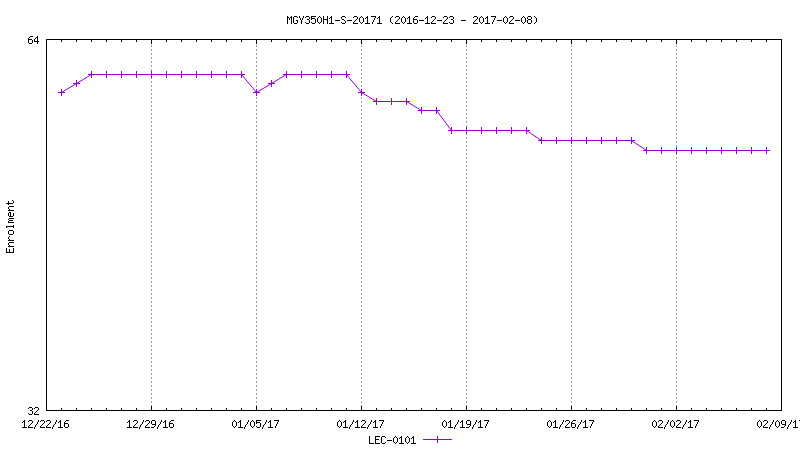 MGY350H1-S-20171 (2016-12-23 - 2017-02-08)
64
Enrolment
32
12/22/16 12/29/16 01/05/17 01/12/17 01/19/17 01/26/17 02/02/17 02/09/1
LEC-0101